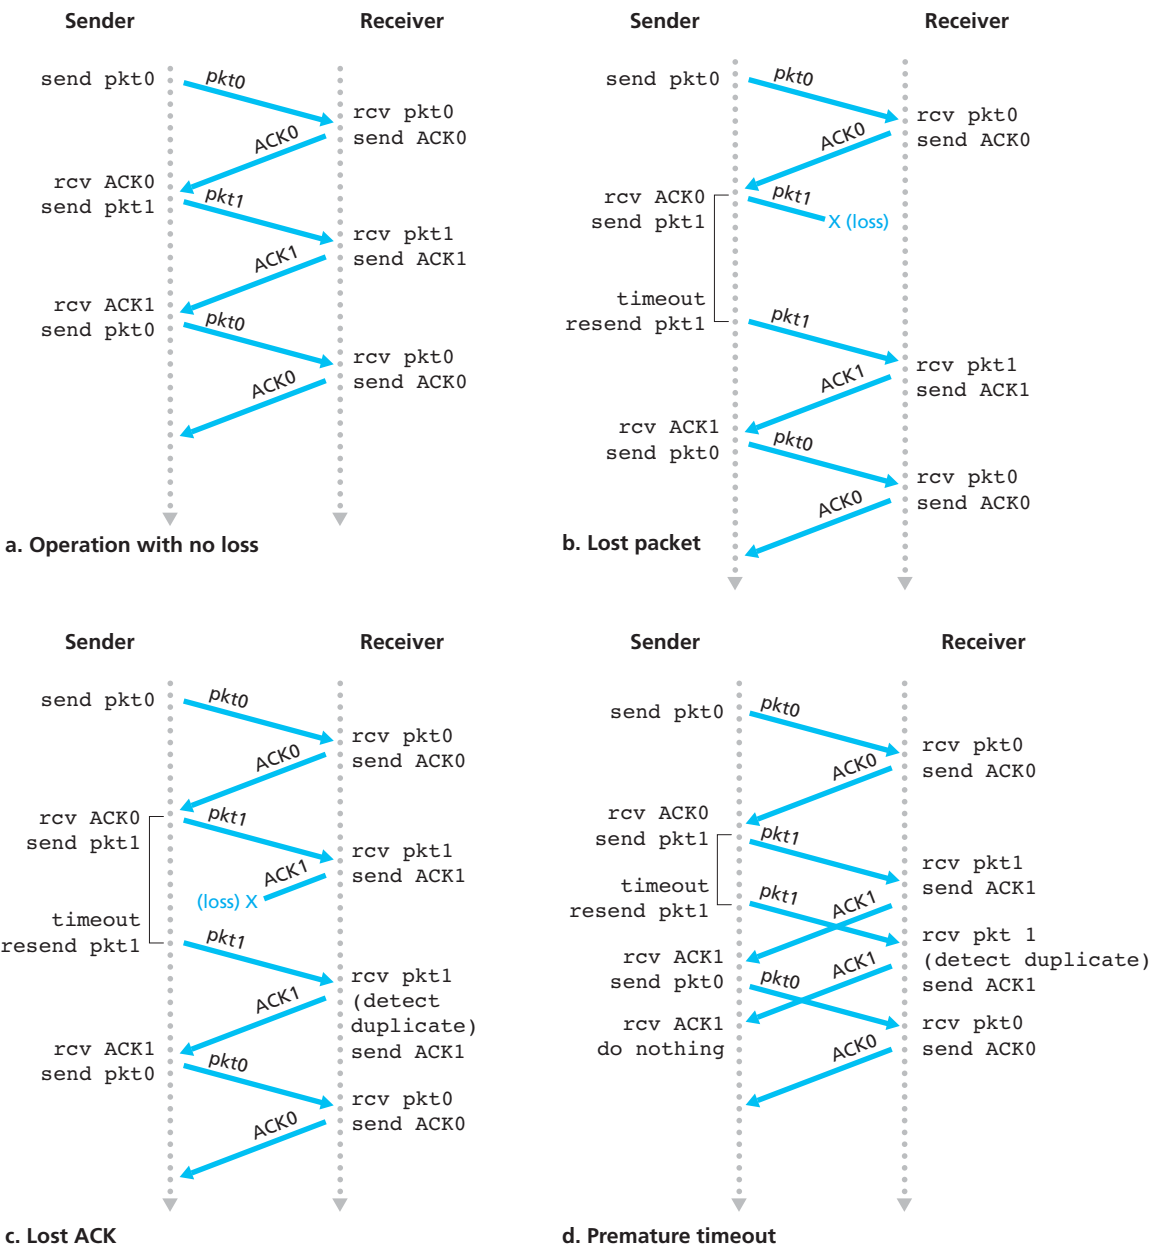 Sender Receiver
send pkt0
pkt0
rcv pkt0
send ACK0
ACK0
rcv ACK0
send pkt1
pkt1
rcv pkt1
send ACK1
ACK1
rcv ACK1
send pkt0
pkt0
rcv pkt0
send ACK0
ACK0
a. Operation with no loss
Sender Receiver
send pkt0
pkt0
rcv pkt0
send ACK0
ACK0
rcv ACK0
send pkt1
pkt1
X (loss)
timeout
resend pkt1
pkt1
rcv pkt1
send ACK1
ACK1
rcv ACK1
send pkt0
pkt0
rcv pkt0
send ACK0
ACK0
b. Lost packet
Sender Receiver
send pkt0
pkt0
rcv pkt0
send ACK0
ACK0
rcv ACK0
send pkt1
pkt1
rcv pkt1
send ACK1
ACK1
(loss) X
timeout
resend pkt1
pkt1
rcv pkt1
(detect
duplicate)
send ACK1
ACK1
rcv ACK1
send pkt0
pkt0
rcv pkt0
send ACK0
ACK0
c. Lost ACK
Sender Receiver
send pkt0
pkt0
rcv pkt0
send ACK0
ACK0
rcv ACK0
send pkt1
pkt1
rcv pkt1
send ACK1
timeout
resend pkt1
pkt1
ACK1
rcv pkt 1
(detect duplicate)
send ACK1
rcv ACK1
send pkt0
pkt0
ACK1
rcv ACK1
do nothing
rcv pkt0
send ACK0
ACK0
d. Premature timeout